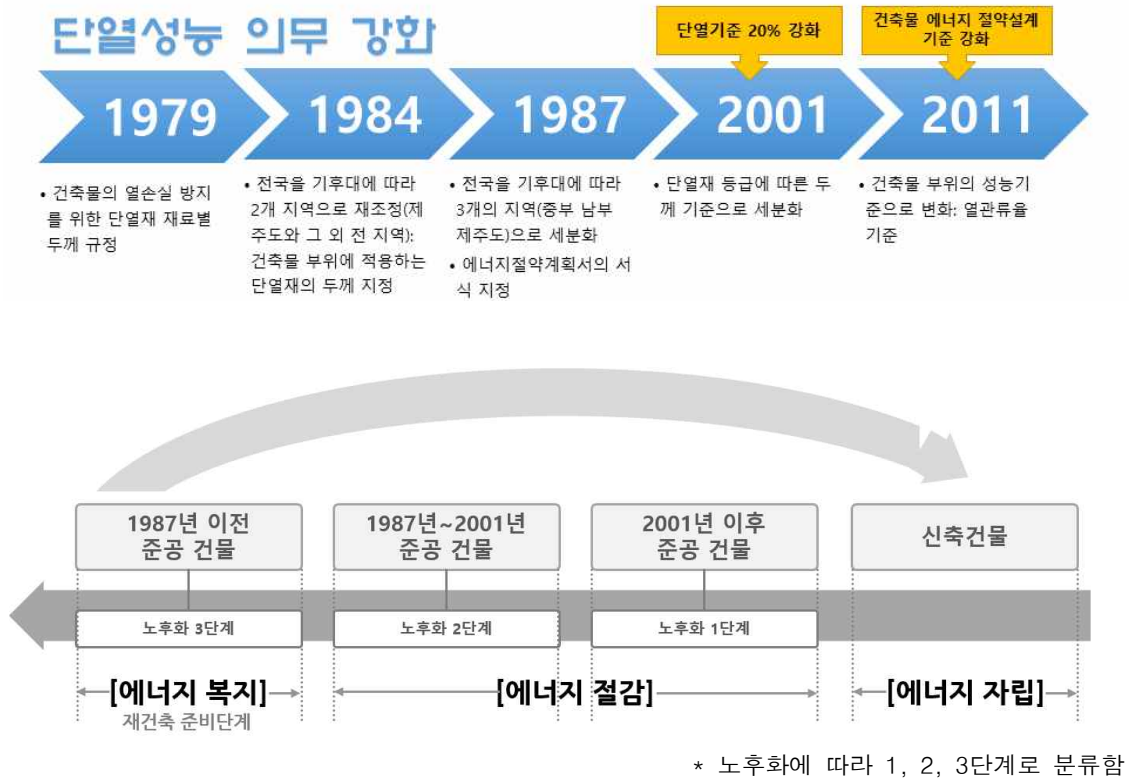 단열성능 의무 강화
단열기준 20% 강화
건축물 에너지 절약설계
기준 강화
1979
1984
1987
2001
2011
• 건축물의 열손실 방지
를 위한 단열재 재료별
두께 규정
• 전국을 기후대에 따라
2개 지역으로 재조정(제
주도와 그 외 전 지역):
건축물 부위에 적용하는
단열재의 두께 지정
• 전국을 기후대에 따라
3개의 지역(중부 남부
제주도)으로 세분화
• 에너지절약계획서의 서
식 지정
• 단열재 등급에 따른 두
께 기준으로 세분화
• 건축물 부위의 성능기
준으로 변화: 열관류율
기준
1987년 이전
준공 건물
1987년~2001년
준공 건물
2001년 이후
준공 건물
신축건물
노후화 3단계
노후화 2단계
노후화 1단계
[에너지 복지]
재건축 준비단계
[에너지 절감]
[에너지 자립]
* 노후화에 따라 1, 2, 3단계로 분류함